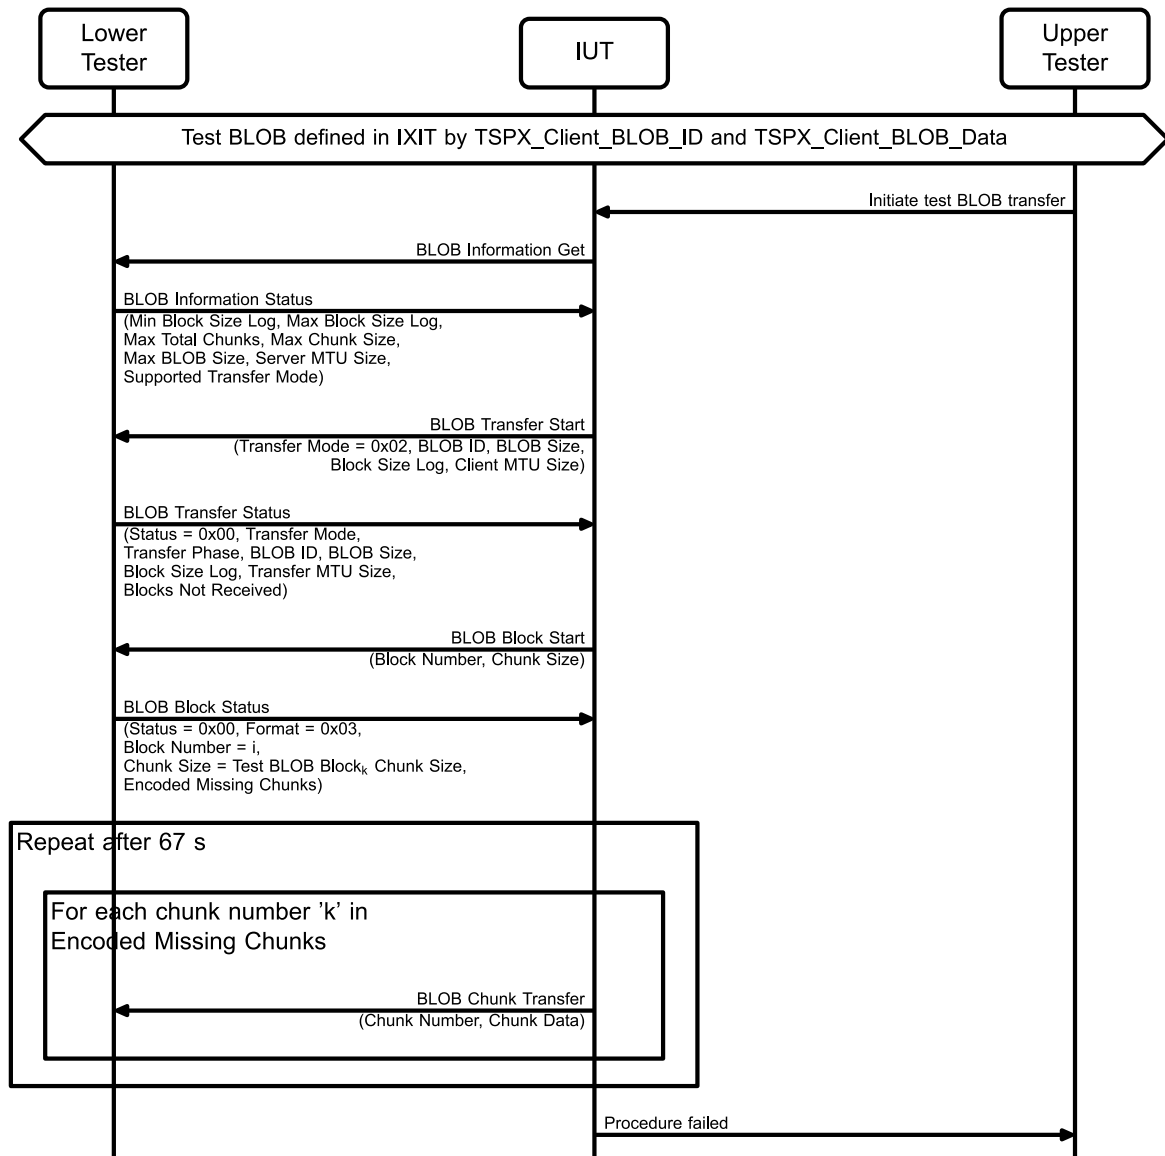 Lower
Tester
IUT
Upper
Tester
Test BLOB defined in IXIT by TSPX_Client_BLOB_ID and TSPX_Client_BLOB_Data
Initiate test BLOB transfer
BLOB Information Get
BLOB Information Status
(Min Block Size Log, Max Block Size Log,
Max Total Chunks, Max Chunk Size,
Max BLOB Size, Server MTU Size,
Supported Transfer Mode)
BLOB Transfer Start
(Transfer Mode = 0x02, BLOB ID, BLOB Size,
Block Size Log, Client MTU Size)
BLOB Transfer Status
(Status = 0x00, Transfer Mode,
Transfer Phase, BLOB ID, BLOB Size,
Block Size Log, Transfer MTU Size,
Blocks Not Received)
BLOB Block Start
(Block Number, Chunk Size)
BLOB Block Status
(Status = 0x00, Format = 0x03,
Block Number = i,
Chunk Size = Test BLOB Blockₖ Chunk Size,
Encoded Missing Chunks)
Repeat after 67 s
For each chunk number 'k' in
Encoded Missing Chunks
BLOB Chunk Transfer
(Chunk Number, Chunk Data)
Procedure failed